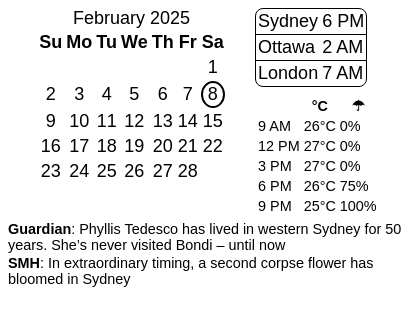 February 2025
Su Mo Tu We Th Fr Sa
1
2 3 4 5 6 7 8
9 10 11 12 13 14 15
16 17 18 19 20 21 22
23 24 25 26 27 28
Sydney 6 PM
Ottawa 2 AM
London 7 AM
°C ☂
9 AM 26°C 0%
12 PM 27°C 0%
3 PM 27°C 0%
6 PM 26°C 75%
9 PM 25°C 100%
Guardian: Phyllis Tedesco has lived in western Sydney for 50
years. She’s never visited Bondi – until now
SMH: In extraordinary timing, a second corpse flower has
bloomed in Sydney